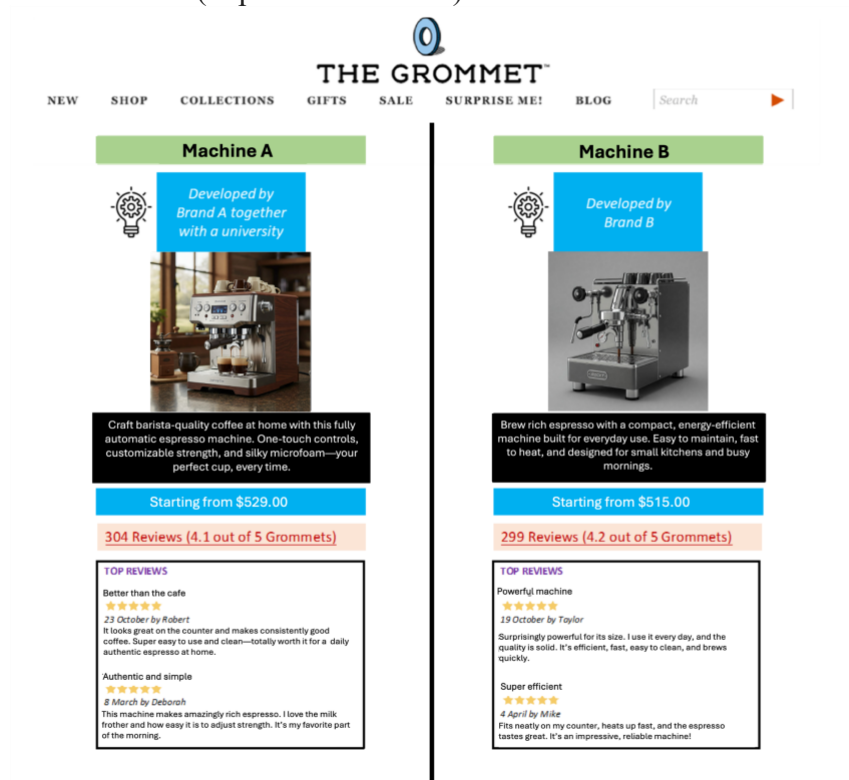 THE GROMMET™
NEW SHOP COLLECTIONS GIFTS SALE SURPRISE ME! BLOG Search
Machine A
Developed by
Brand A together
with a university
Craft barista-quality coffee at home with this fully
automatic espresso machine. One-touch controls,
customizable strength, and silky microfoam—your
perfect cup, every time.
Starting from $529.00
304 Reviews (4.1 out of 5 Grommets)
TOP REVIEWS
Better than the cafe
23 October by Robert
It looks great on the counter and makes consistently good
coffee. Super easy to use and clean—totally worth it for a daily
authentic espresso at home.
Authentic and simple
8 March by Deborah
This machine makes amazingly rich espresso. I love the milk
frother and how easy it is to adjust strength. It's my favorite part
of the morning.
Machine B
Developed by
Brand B
Brew rich espresso with a compact, energy-efficient
machine built for everyday use. Easy to maintain, fast
to heat, and designed for small kitchens and busy
mornings.
Starting from $515.00
299 Reviews (4.2 out of 5 Grommets)
TOP REVIEWS
Powerful machine
19 October by Taylor
Surprisingly powerful for its size. I use it every day, and the
quality is solid. It's efficient, fast, easy to clean, and brews
quickly.
Super efficient
4 April by Mike
Fits neatly on my counter, heats up fast, and the espresso
tastes great. It's an impressive, reliable machine!